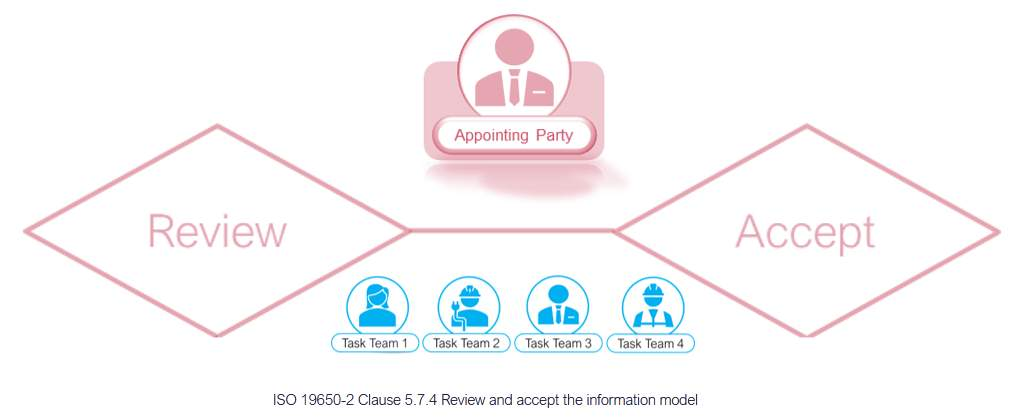 Appointing Party
Review
Accept
Task Team 1
Task Team 2
Task Team 3
Task Team 4
ISO 19650-2 Clause 5.7.4 Review and accept the information model